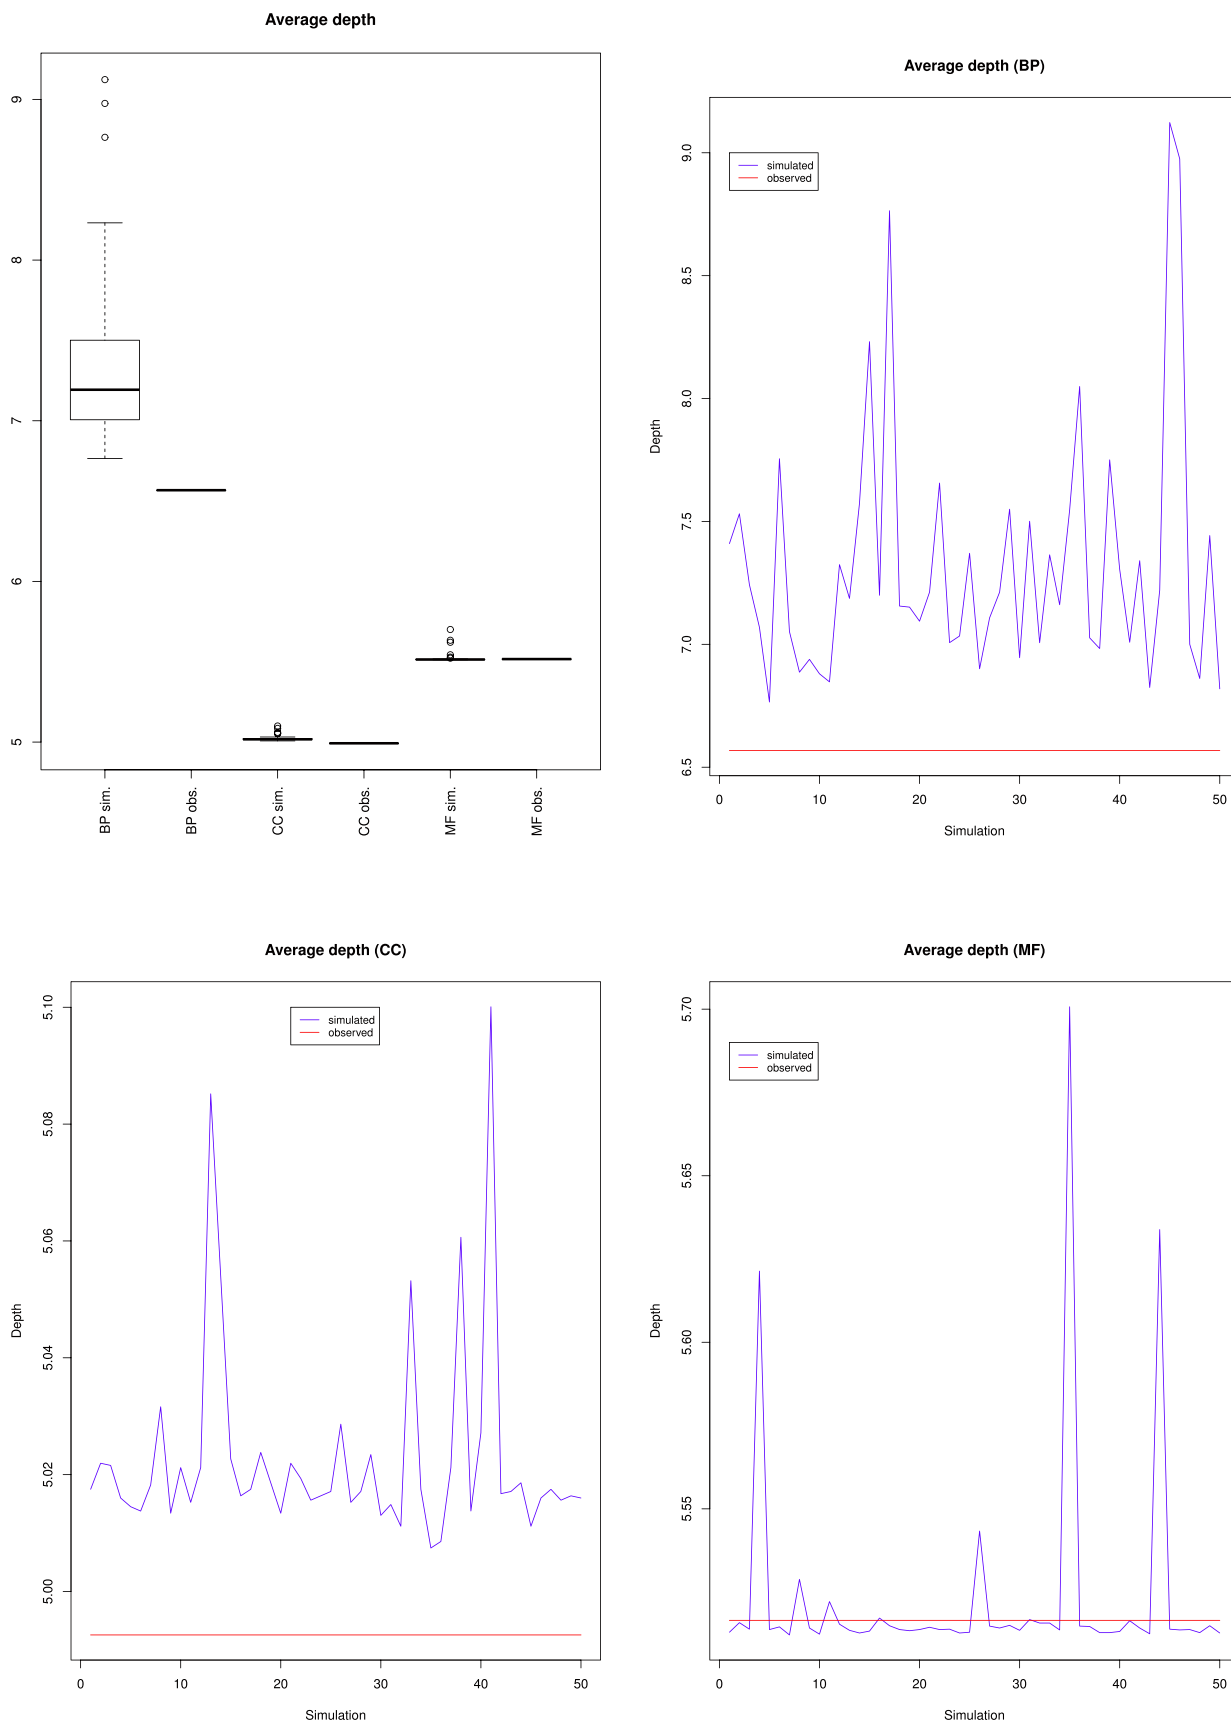 Average depth
9
8
7
6
5
BP sim.
BP obs.
CC sim.
CC obs.
MF sim.
MF obs.
Average depth (BP)
simulated
observed
Depth
9.0
8.5
8.0
7.5
7.0
6.5
0 10 20 30 40 50
Simulation
Average depth (CC)
simulated
observed
Depth
5.10
5.08
5.06
5.04
5.02
5.00
0 10 20 30 40 50
Simulation
Average depth (MF)
simulated
observed
Depth
5.70
5.65
5.60
5.55
0 10 20 30 40 50
Simulation